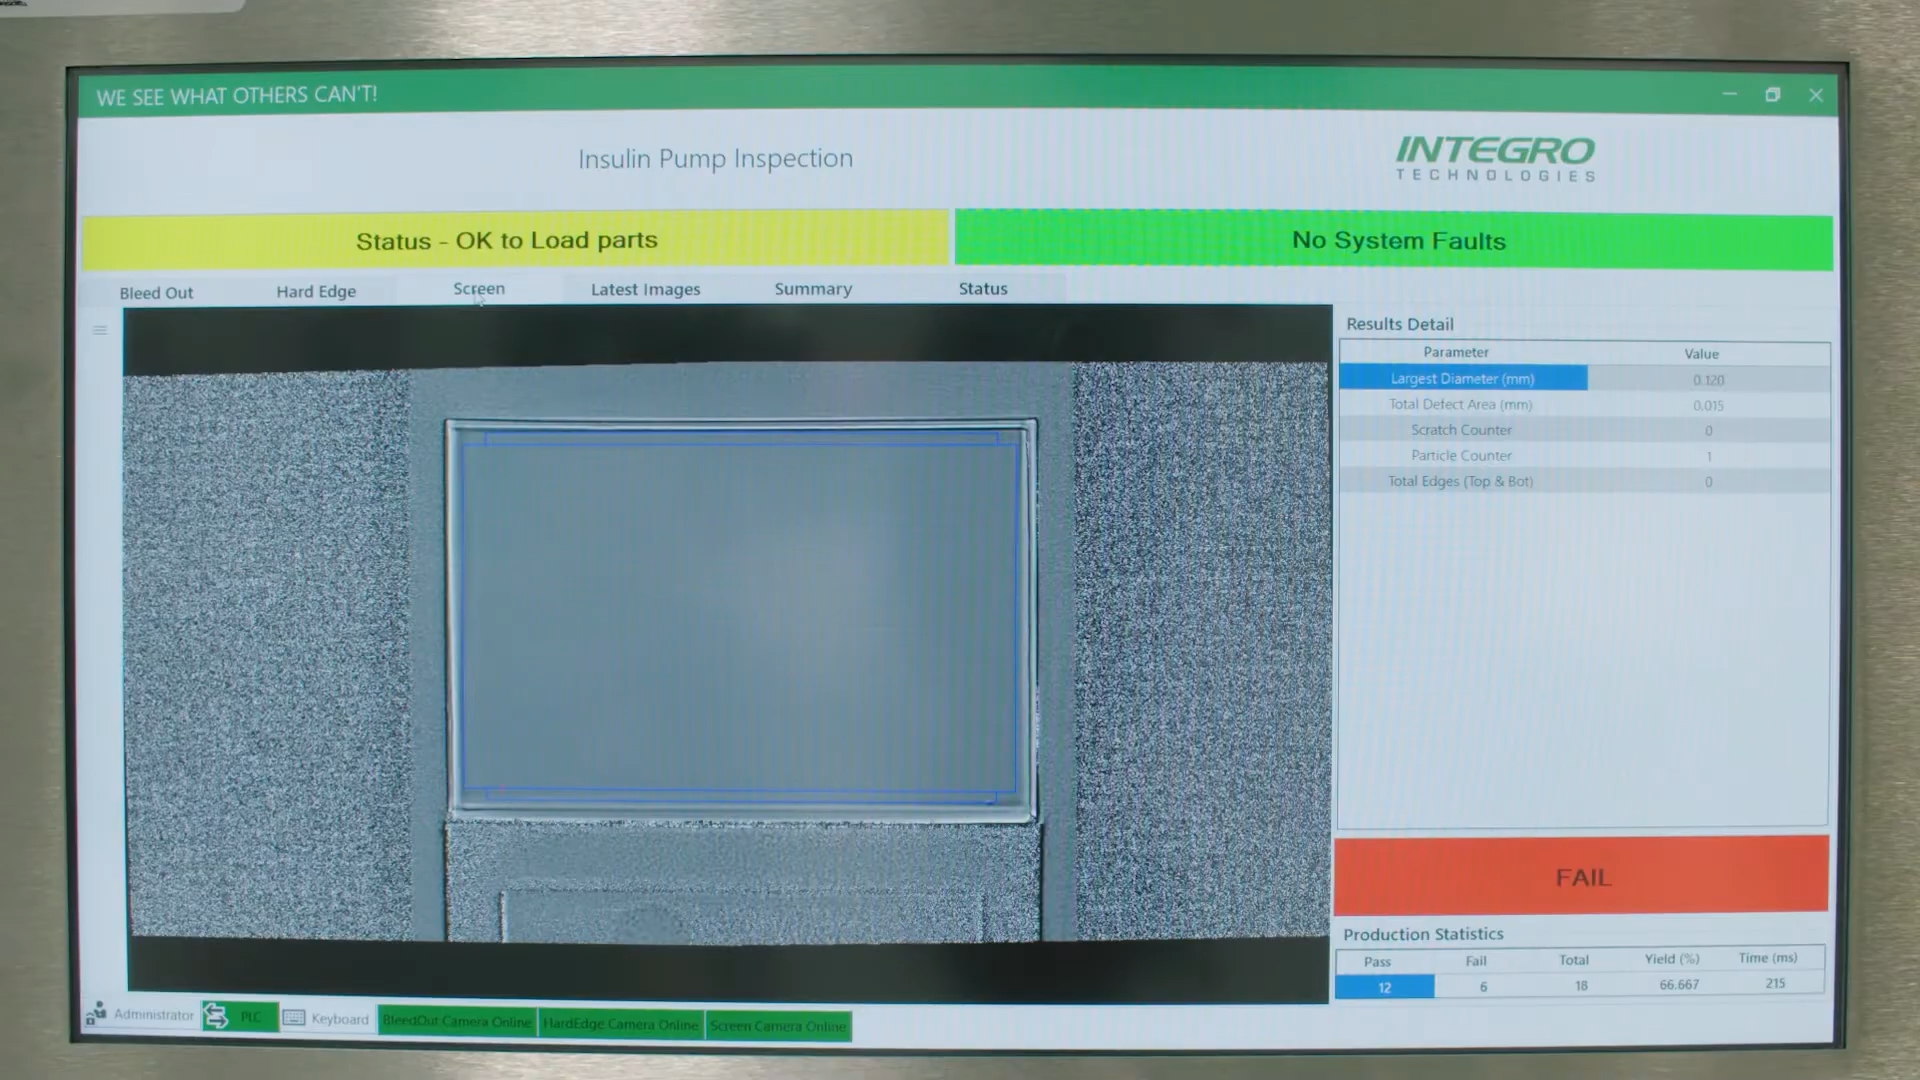 WE SEE WHAT OTHERS CAN'T!
Insulin Pump Inspection
INTEGRO
TECHNOLOGIES
Status - OK to Load parts
No System Faults
Bleed Out
Hard Edge
Screen
Latest Images
Summary
Status
Results Detail
Parameter Value
Largest Diameter (mm) 0.120
Total Defect Area (mm) 0.015
Scratch Counter 0
Particle Counter 1
Total Edges (Top & Bot) 0
FAIL
Production Statistics
Pass Fail Total Yield (%) Time (ms)
12 6 18 66.667 215
Administrator
PLC
Keyboard
BleedOut Camera Online
HardEdge Camera Online
Screen Camera Online